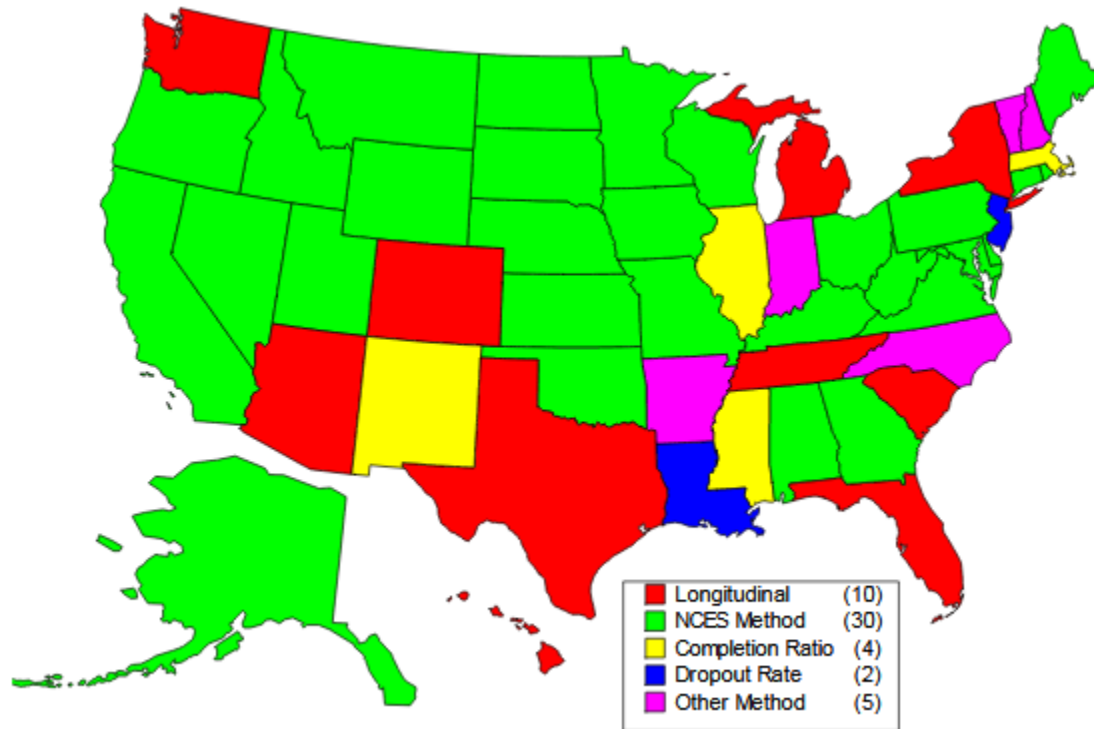 Longitudinal (10)
NCES Method (30)
Completion Ratio (4)
Dropout Rate (2)
Other Method (5)